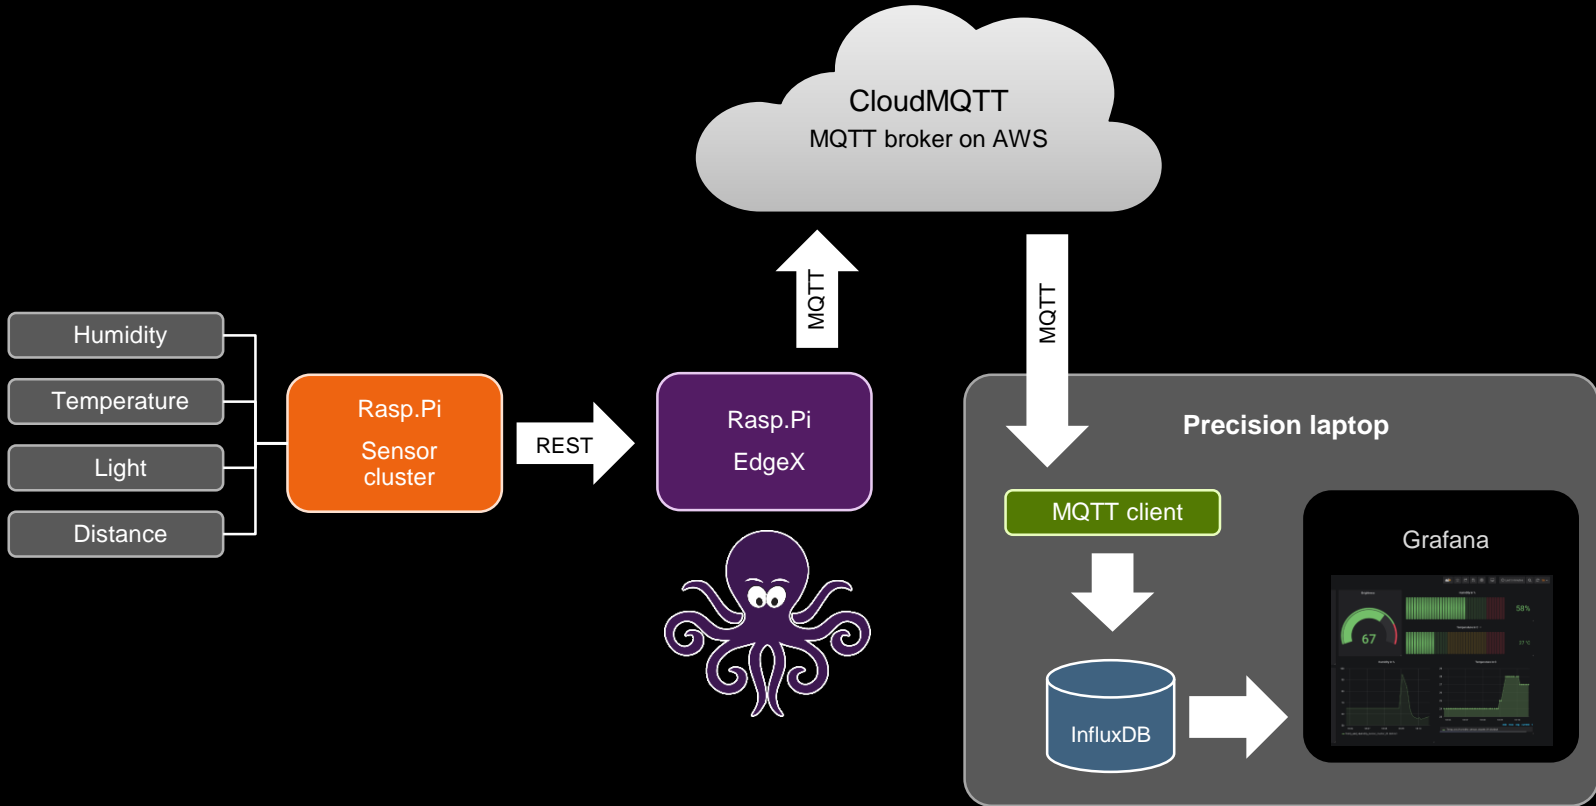 CloudMQTT
MQTT broker on AWS
MQTT
MQTT
Humidity
Temperature
Light
Distance
Rasp.Pi
Sensor
cluster
REST
Rasp.Pi
EdgeX
Precision laptop
MQTT client
InfluxDB
Grafana
67
58%